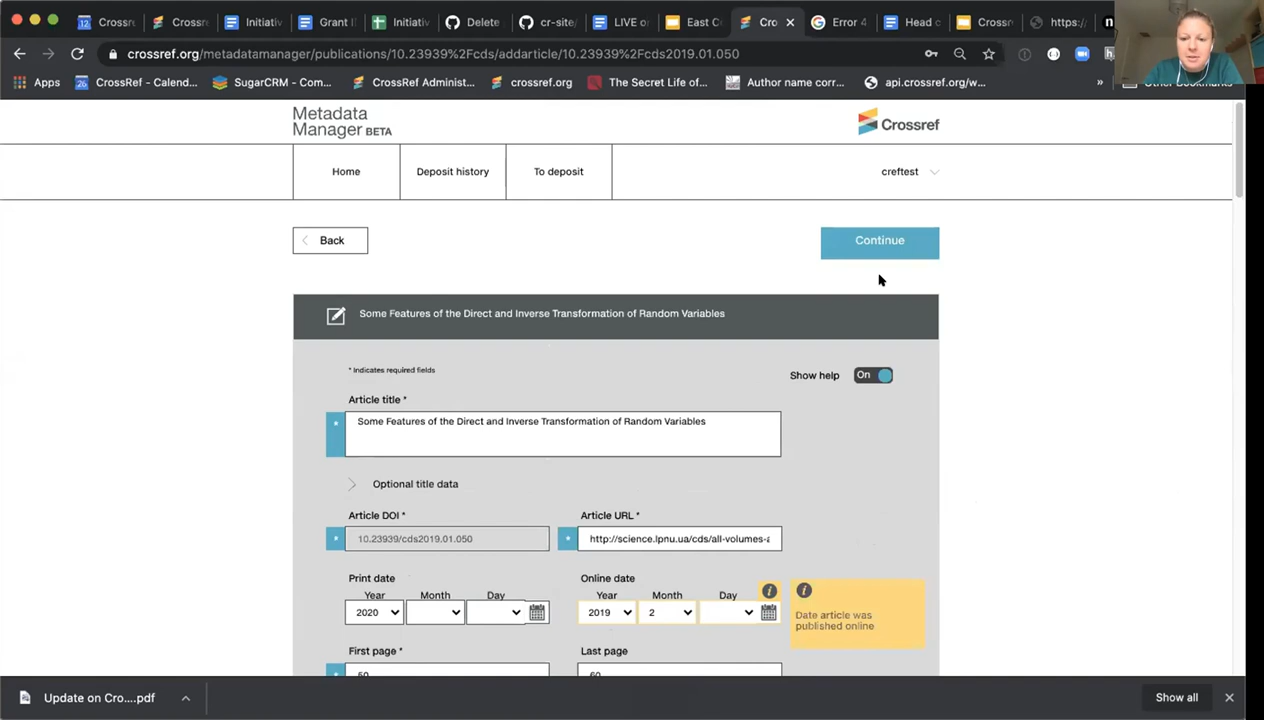 12 Crossre
Crossre
Initiativ
Grant I
Initiativ
Delete
cr-site/
LIVE o
East C
Cro
Error 4
Head c
Crossr
https:/
crossref.org/metadatamanager/publications/10.23939%2Fcds/addarticle/10.23939%2Fcds2019.01.050
Apps
CrossRef - Calend...
SugarCRM - Com...
CrossRef Administ...
crossref.org
The Secret Life of...
Author name corr...
api.crossref.org/w...
»
Other Bookmarks
Metadata
Manager BETA
Crossref
Home
Deposit history
To deposit
creftest
Back
Continue
Some Features of the Direct and Inverse Transformation of Random Variables
* Indicates required fields
Show help
On
Article title *
*
Some Features of the Direct and Inverse Transformation of Random Variables
Optional title data
Article DOI *
Article URL *
*
10.23939/cds2019.01.050
*
http://science.lpnu.ua/cds/all-volumes-a
Print date
Online date
Year
Month
Day
Year
Month
Day
2020
2019
2
Date article was
published online
First page *
Last page
50
60
Update on Cro....pdf
Show all